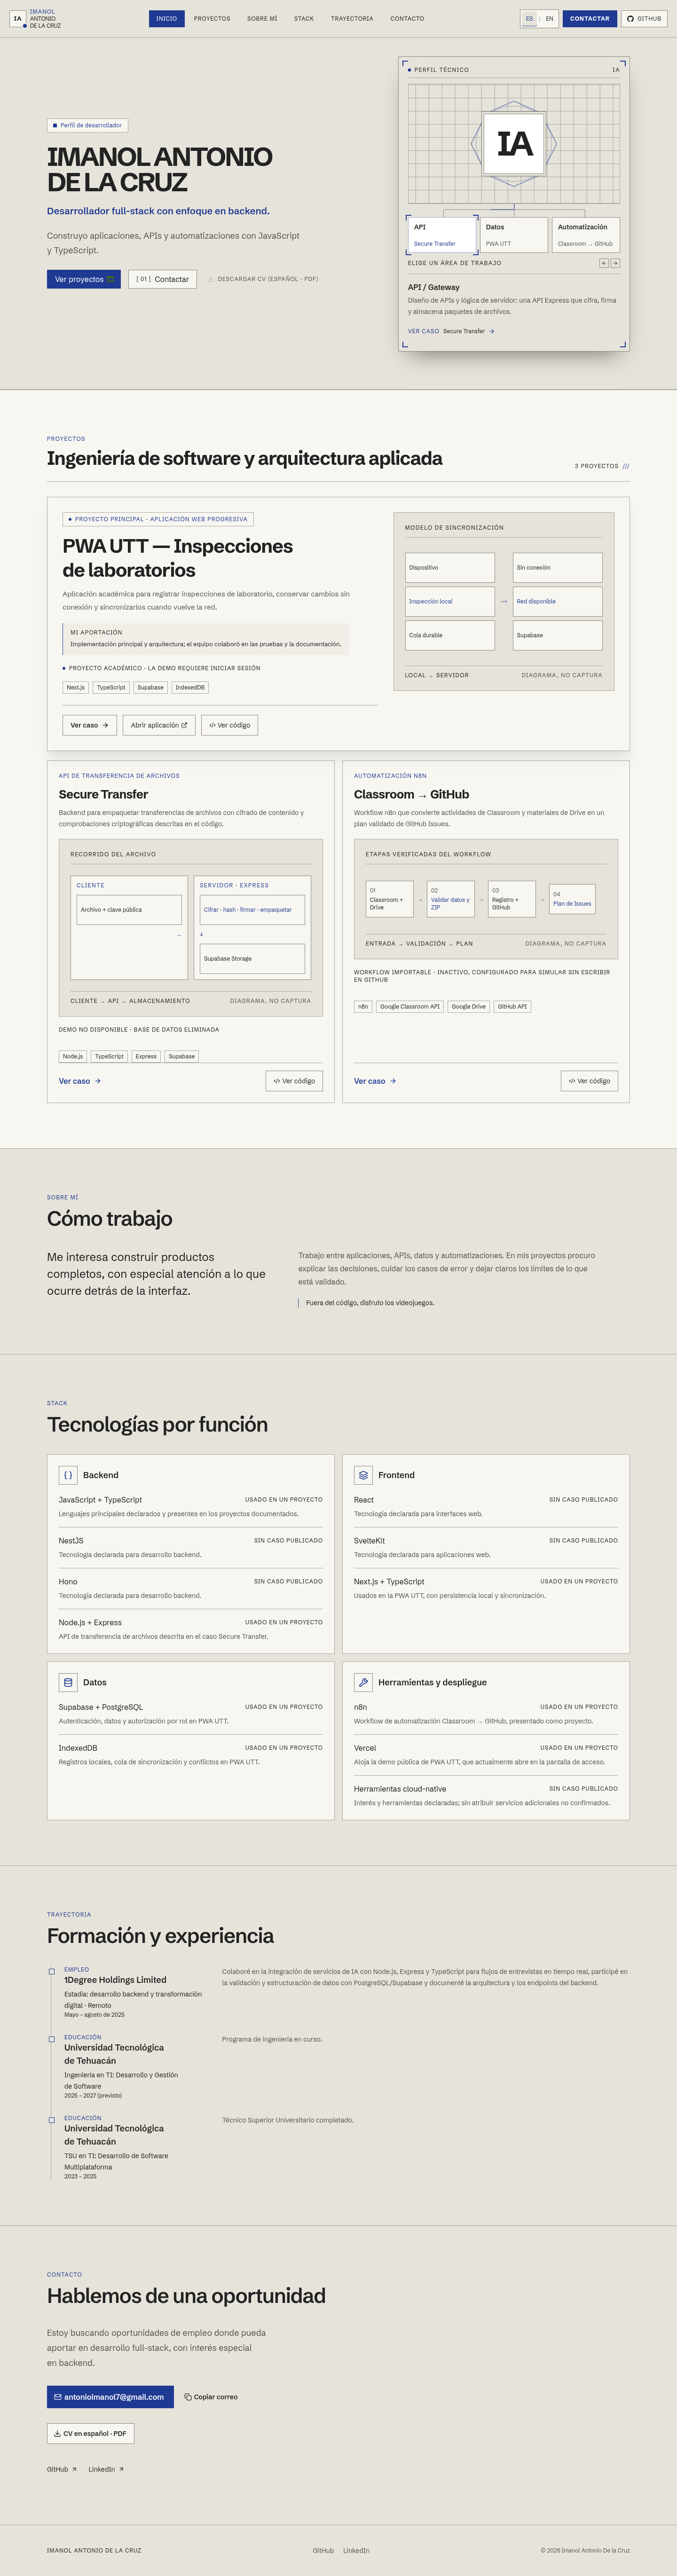 IA
IMANOL
ANTONIO
DE LA CRUZ
INICIO
PROYECTOS
SOBRE MÍ
STACK
TRAYECTORIA
CONTACTO
ES | EN
CONTACTAR
GITHUB
Perfil de desarrollador
IMANOL ANTONIO
DE LA CRUZ
Desarrollador full-stack con enfoque en backend.
Construyo aplicaciones, APIs y automatizaciones con JavaScript
y TypeScript.
Ver proyectos
[ 01 ] Contactar
DESCARGAR CV (ESPAÑOL · PDF)
PERFIL TÉCNICO
IA
IA
API
Secure Transfer
Datos
PWA UTT
Automatización
Classroom → GitHub
ELIGE UN ÁREA DE TRABAJO
← →
API / Gateway
Diseño de APIs y lógica de servidor: una API Express que cifra, firma
y almacena paquetes de archivos.
VER CASO Secure Transfer →
PROYECTOS
Ingeniería de software y arquitectura aplicada
3 PROYECTOS ///
PROYECTO PRINCIPAL · APLICACIÓN WEB PROGRESIVA
PWA UTT — Inspecciones
de laboratorios
Aplicación académica para registrar inspecciones de laboratorio, conservar cambios sin
conexión y sincronizarlos cuando vuelve la red.
MI APORTACIÓN
Implementación principal y arquitectura; el equipo colaboró en las pruebas y la documentación.
PROYECTO ACADÉMICO · LA DEMO REQUIERE INICIAR SESIÓN
Next.js
TypeScript
Supabase
IndexedDB
Ver caso →
Abrir aplicación
Ver código
MODELO DE SINCRONIZACIÓN
Dispositivo
Sin conexión
Inspección local
Red disponible
Cola durable
Supabase
LOCAL → SERVIDOR
DIAGRAMA, NO CAPTURA
API DE TRANSFERENCIA DE ARCHIVOS
Secure Transfer
Backend para empaquetar transferencias de archivos con cifrado de contenido y
comprobaciones criptográficas descritas en el código.
RECORRIDO DEL ARCHIVO
CLIENTE
Archivo + clave pública
→
SERVIDOR · EXPRESS
Cifrar · hash · firmar · empaquetar
↓
Supabase Storage
CLIENTE → API → ALMACENAMIENTO
DIAGRAMA, NO CAPTURA
DEMO NO DISPONIBLE · BASE DE DATOS ELIMINADA
Node.js
TypeScript
Express
Supabase
Ver caso →
Ver código
AUTOMATIZACIÓN N8N
Classroom → GitHub
Workflow n8n que convierte actividades de Classroom y materiales de Drive en un
plan validado de GitHub Issues.
ETAPAS VERIFICADAS DEL WORKFLOW
01
Classroom +
Drive
→
02
Validar datos y
ZIP
→
03
Registro +
GitHub
→
04
Plan de Issues
ENTRADA → VALIDACIÓN → PLAN
DIAGRAMA, NO CAPTURA
WORKFLOW IMPORTABLE · INACTIVO, CONFIGURADO PARA SIMULAR SIN ESCRIBIR
EN GITHUB
n8n
Google Classroom API
Google Drive
GitHub API
Ver caso →
Ver código
SOBRE MÍ
Cómo trabajo
Me interesa construir productos
completos, con especial atención a lo que
ocurre detrás de la interfaz.
Trabajo entre aplicaciones, APIs, datos y automatizaciones. En mis proyectos procuro
explicar las decisiones, cuidar los casos de error y dejar claros los límites de lo que
está validado.
Fuera del código, disfruto los videojuegos.
STACK
Tecnologías por función
Backend
JavaScript + TypeScript
USADO EN UN PROYECTO
Lenguajes principales declarados y presentes en los proyectos documentados.
NestJS
SIN CASO PUBLICADO
Tecnología declarada para desarrollo backend.
Hono
SIN CASO PUBLICADO
Tecnología declarada para desarrollo backend.
Node.js + Express
USADO EN UN PROYECTO
API de transferencia de archivos descrita en el caso Secure Transfer.
Frontend
React
SIN CASO PUBLICADO
Tecnología declarada para interfaces web.
SvelteKit
SIN CASO PUBLICADO
Tecnología declarada para aplicaciones web.
Next.js + TypeScript
USADO EN UN PROYECTO
Usados en la PWA UTT, con persistencia local y sincronización.
Datos
Supabase + PostgreSQL
USADO EN UN PROYECTO
Autenticación, datos y autorización por rol en PWA UTT.
IndexedDB
USADO EN UN PROYECTO
Registros locales, cola de sincronización y conflictos en PWA UTT.
Herramientas y despliegue
n8n
USADO EN UN PROYECTO
Workflow de automatización Classroom → GitHub, presentado como proyecto.
Vercel
USADO EN UN PROYECTO
Aloja la demo pública de PWA UTT, que actualmente abre en la pantalla de acceso.
Herramientas cloud-native
SIN CASO PUBLICADO
Interés y herramientas declaradas; sin atribuir servicios adicionales no confirmados.
TRAYECTORIA
Formación y experiencia
EMPLEO
1Degree Holdings Limited
Estadía: desarrollo backend y transformación
digital · Remoto
Mayo – agosto de 2025
Colaboré en la integración de servicios de IA con Node.js, Express y TypeScript para flujos de entrevistas en tiempo real, participé en
la validación y estructuración de datos con PostgreSQL/Supabase y documenté la arquitectura y los endpoints del backend.
EDUCACIÓN
Universidad Tecnológica
de Tehuacán
Ingeniería en TI: Desarrollo y Gestión
de Software
2025 – 2027 (previsto)
Programa de ingeniería en curso.
EDUCACIÓN
Universidad Tecnológica
de Tehuacán
TSU en TI: Desarrollo de Software
Multiplataforma
2023 – 2025
Técnico Superior Universitario completado.
CONTACTO
Hablemos de una oportunidad
Estoy buscando oportunidades de empleo donde pueda
aportar en desarrollo full-stack, con interés especial
en backend.
antonioimanol7@gmail.com
Copiar correo
CV en español · PDF
GitHub ↗
LinkedIn ↗
IMANOL ANTONIO DE LA CRUZ
GitHub
LinkedIn
© 2026 Imanol Antonio De la Cruz